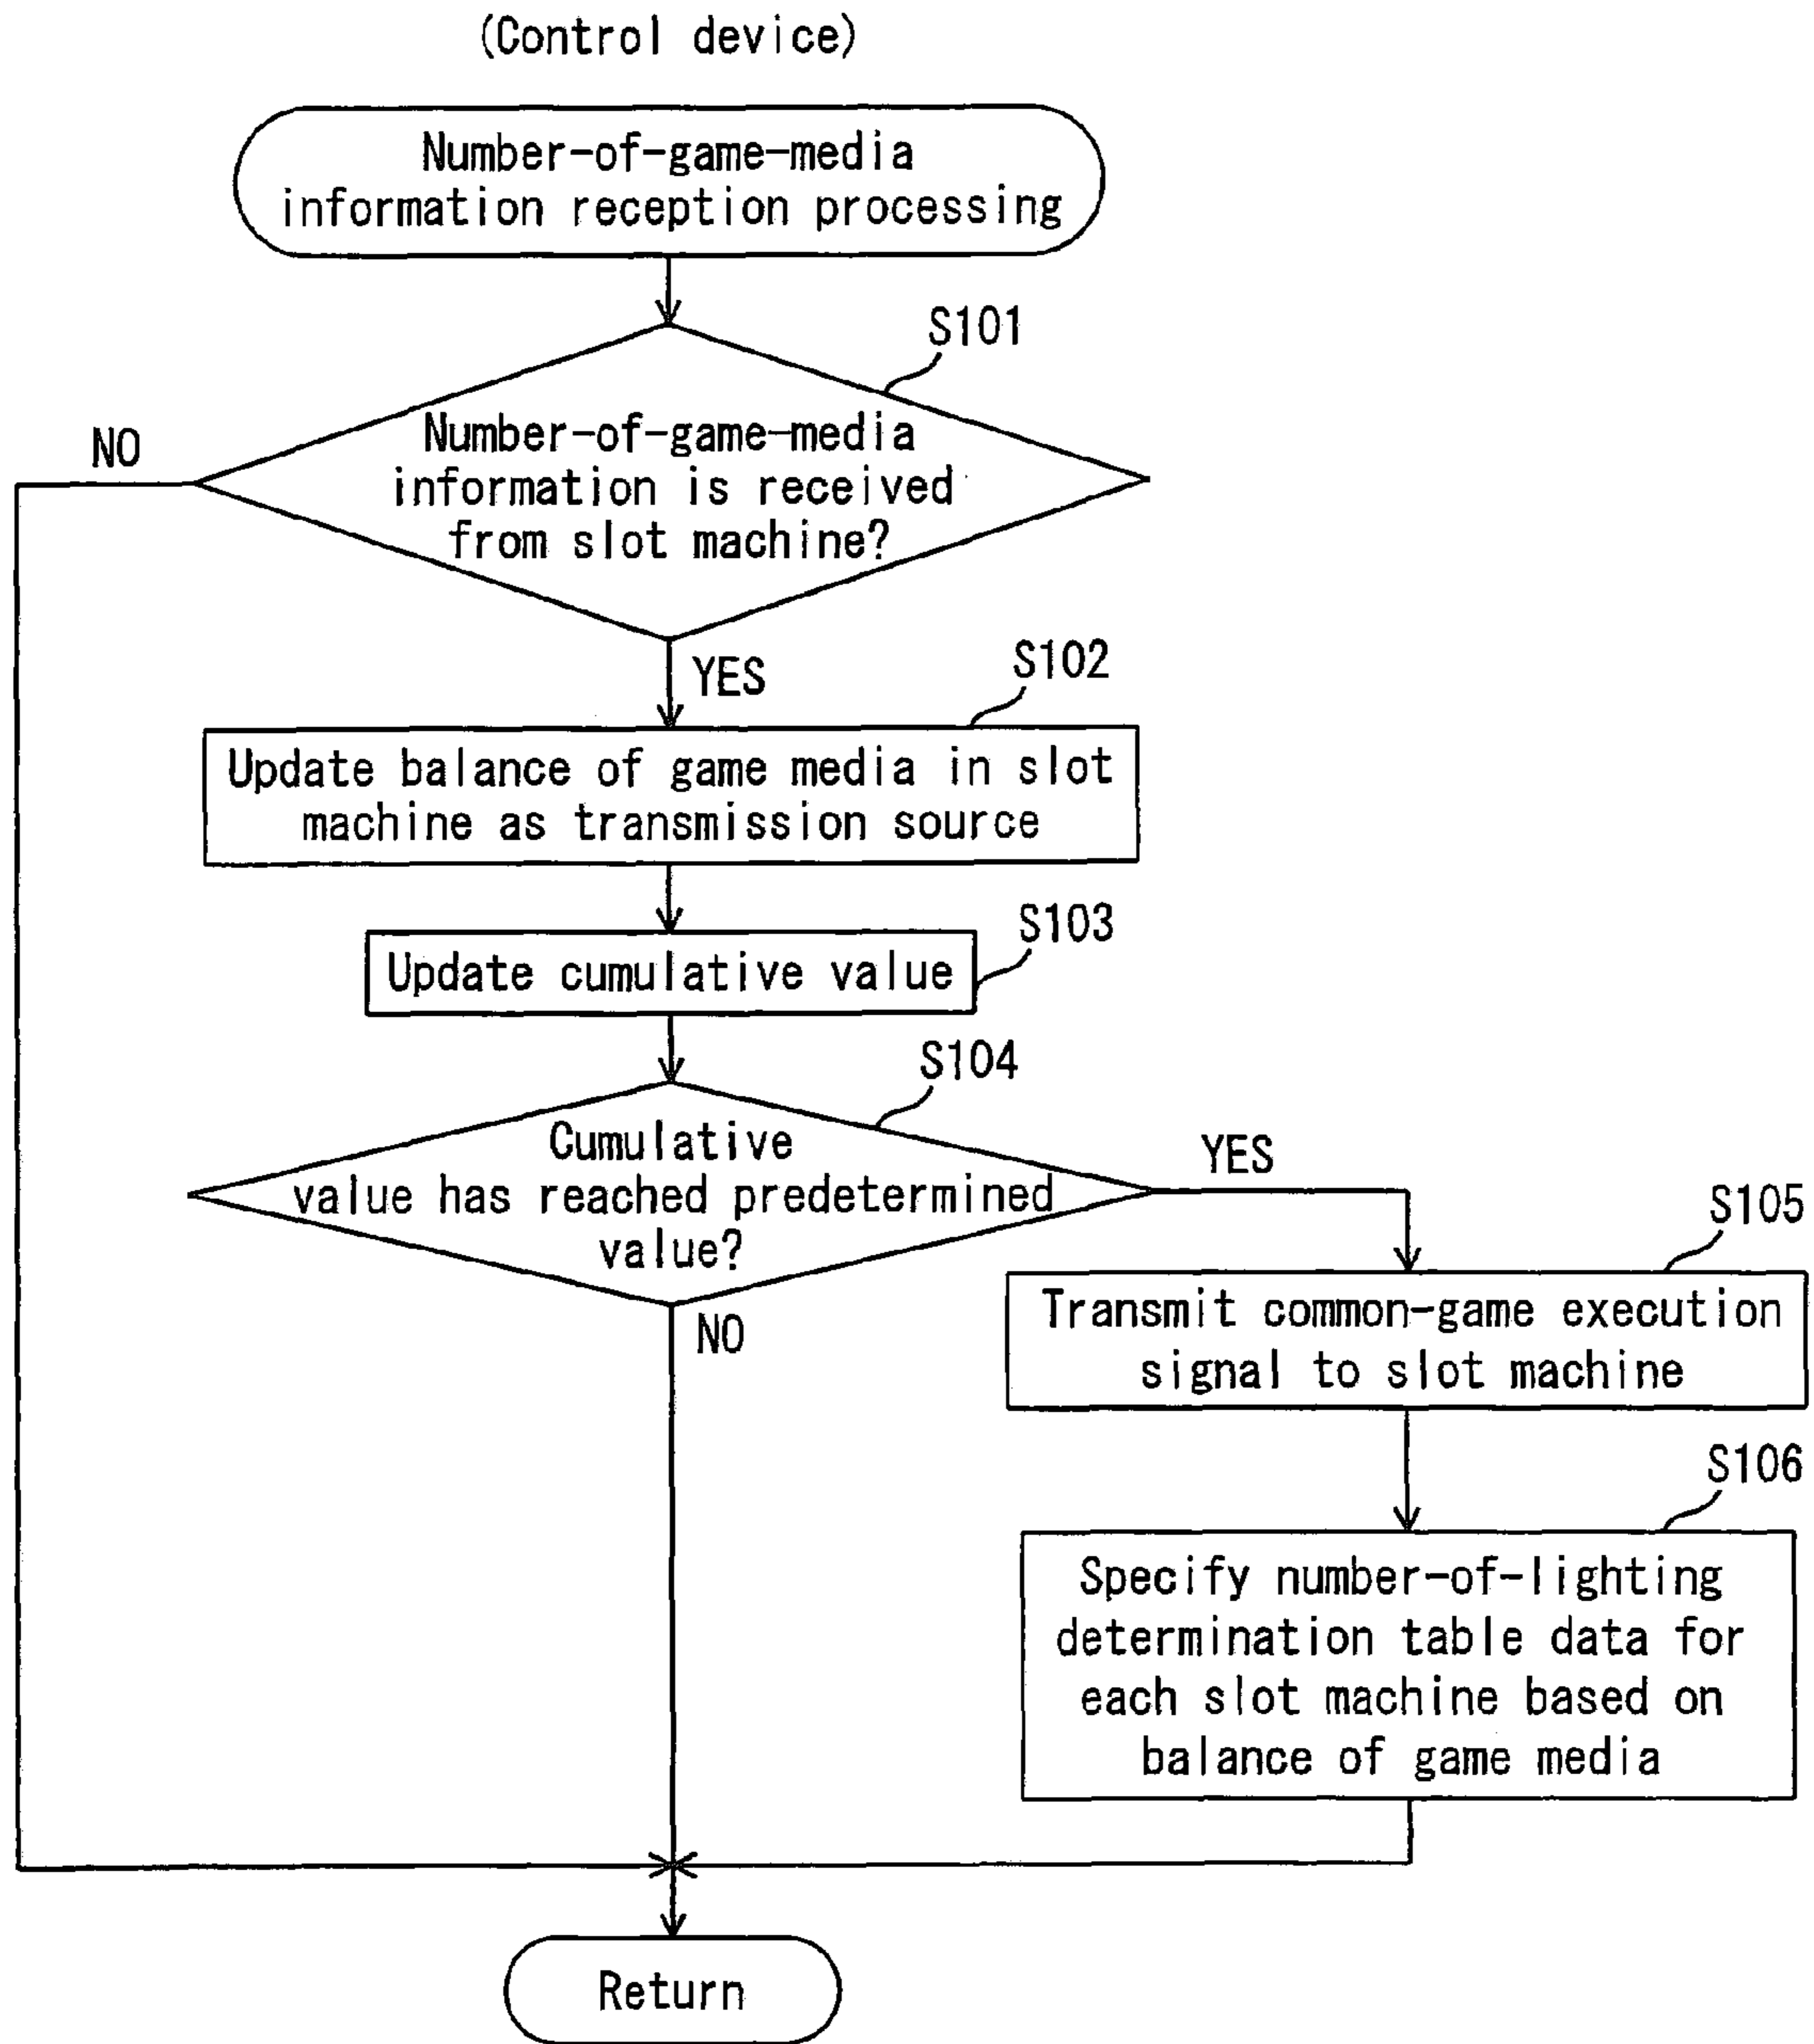 (Control device)
Number-of-game-media
information reception processing
S101
Number-of-game-media
information is received
from slot machine?
NO
YES
S102
Update balance of game media in slot
machine as transmission source
S103
Update cumulative value
S104
Cumulative
value has reached predetermined
value?
YES
NO
S105
Transmit common-game execution
signal to slot machine
S106
Specify number-of-lighting
determination table data for
each slot machine based on
balance of game media
Return